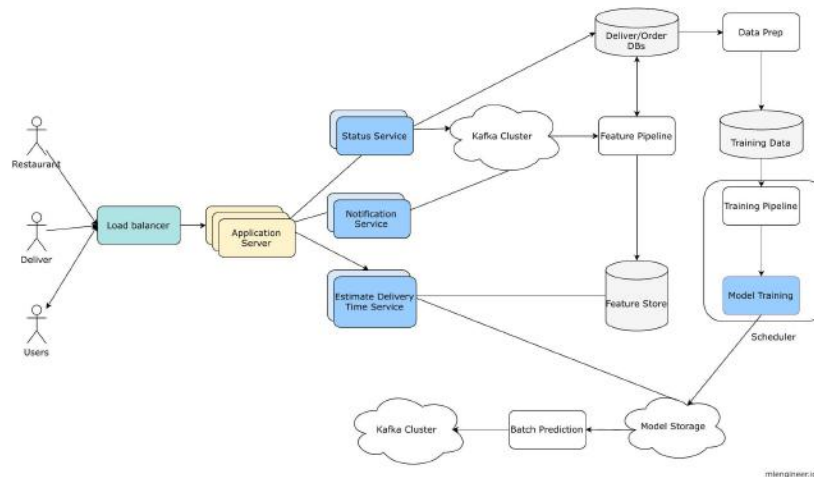 Deliver/Order
DBs
Data Prep
Status Service
Kafka Cluster
Feature Pipeline
Training Data
Restaurant
Load balancer
Application
Server
Notification
Service
Training Pipeline
Deliver
Estimate Delivery
Time Service
Feature Store
Model Training
Users
Scheduler
Kafka Cluster
Batch Prediction
Model Storage
mlengineer.io